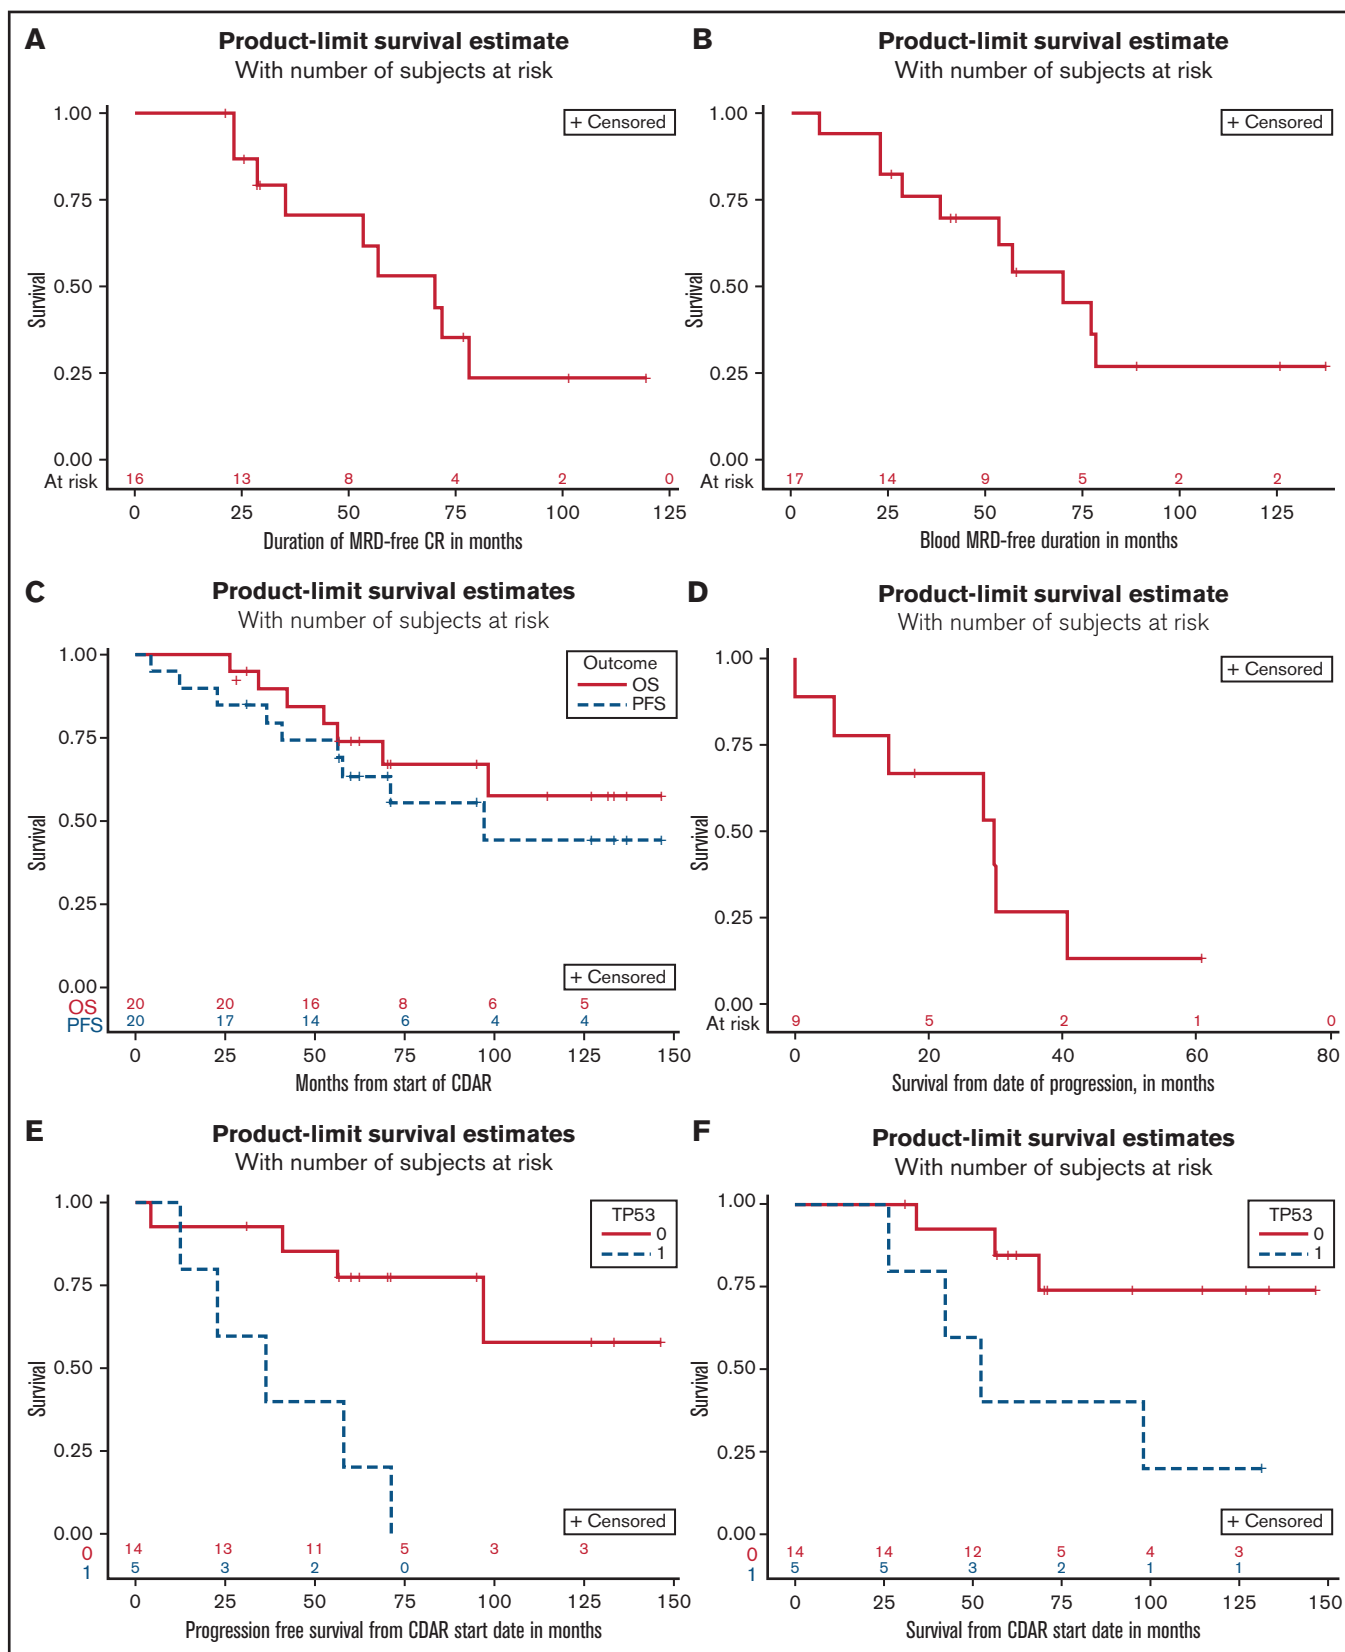 A
Product-limit survival estimate
With number of subjects at risk
+ Censored
1.00
0.75
0.50
0.25
0.00
Survival
At risk 16 13 8 4 2 0
0 25 50 75 100 125
Duration of MRD-free CR in months
B
Product-limit survival estimate
With number of subjects at risk
+ Censored
1.00
0.75
0.50
0.25
0.00
Survival
At risk 17 14 9 5 2 2
0 25 50 75 100 125
Blood MRD-free duration in months
C
Product-limit survival estimates
With number of subjects at risk
Outcome
OS
PFS
1.00
0.75
0.50
0.25
0.00
Survival
+ Censored
OS 20 20 16 8 6 5
PFS 20 17 14 6 4 4
0 25 50 75 100 125 150
Months from start of CDAR
D
Product-limit survival estimate
With number of subjects at risk
+ Censored
1.00
0.75
0.50
0.25
0.00
Survival
At risk 9 5 2 1 0
0 20 40 60 80
Survival from date of progression, in months
E
Product-limit survival estimates
With number of subjects at risk
TP53
0
1
1.00
0.75
0.50
0.25
0.00
Survival
+ Censored
0 14 13 11 5 3 3
1 5 3 2 0
0 25 50 75 100 125 150
Progression free survival from CDAR start date in months
F
Product-limit survival estimates
With number of subjects at risk
TP53
0
1
1.00
0.75
0.50
0.25
0.00
Survival
+ Censored
0 14 14 12 5 4 3
1 5 5 3 2 1 1
0 25 50 75 100 125 150
Survival from CDAR start date in months